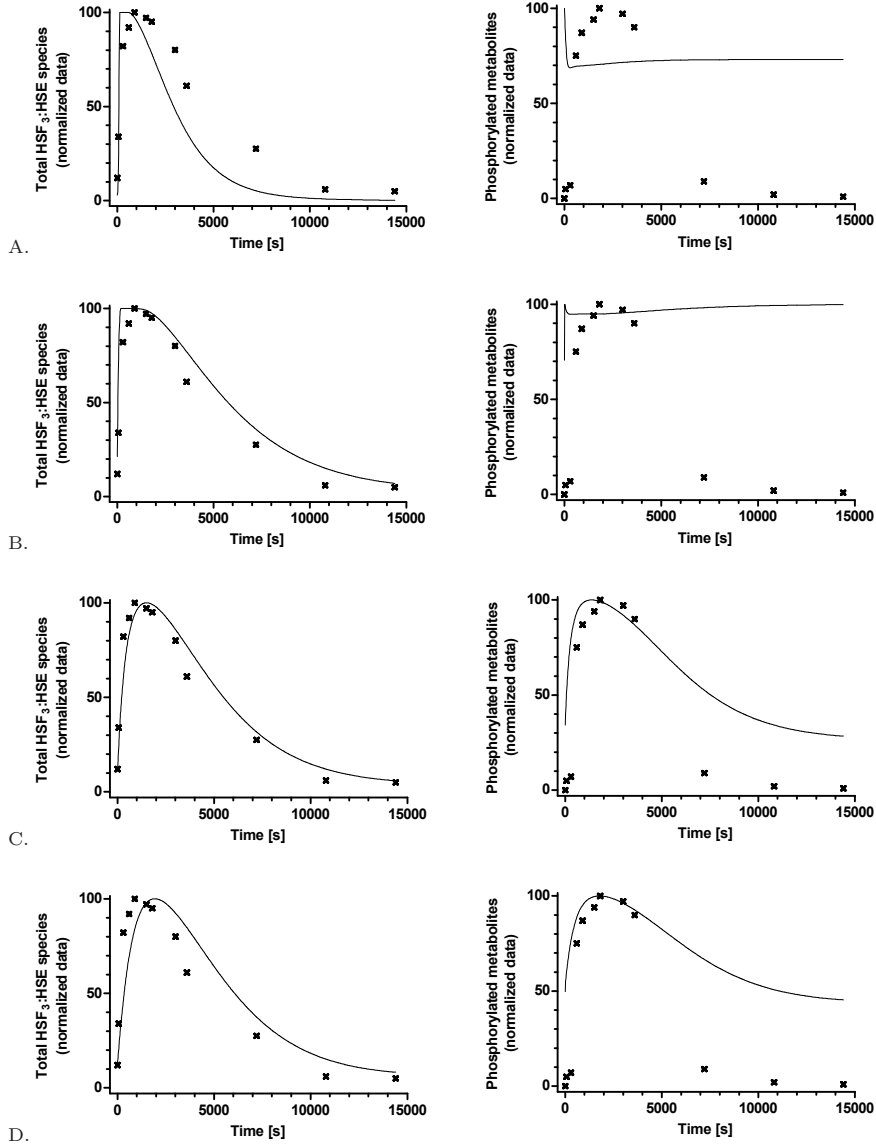 Total HSF3:HSE species
(normalized data)
100
50
0
0 5000 10000 15000
Time [s]
Phosphorylated metabolites
(normalized data)
100
50
0
0 5000 10000 15000
Time [s]
A.
Total HSF3:HSE species
(normalized data)
100
50
0
0 5000 10000 15000
Time [s]
Phosphorylated metabolites
(normalized data)
100
50
0
0 5000 10000 15000
Time [s]
B.
Total HSF3:HSE species
(normalized data)
100
50
0
0 5000 10000 15000
Time [s]
Phosphorylated metabolites
(normalized data)
100
50
0
0 5000 10000 15000
Time [s]
C.
Total HSF3:HSE species
(normalized data)
100
50
0
0 5000 10000 15000
Time [s]
Phosphorylated metabolites
(normalized data)
100
50
0
0 5000 10000 15000
Time [s]
D.